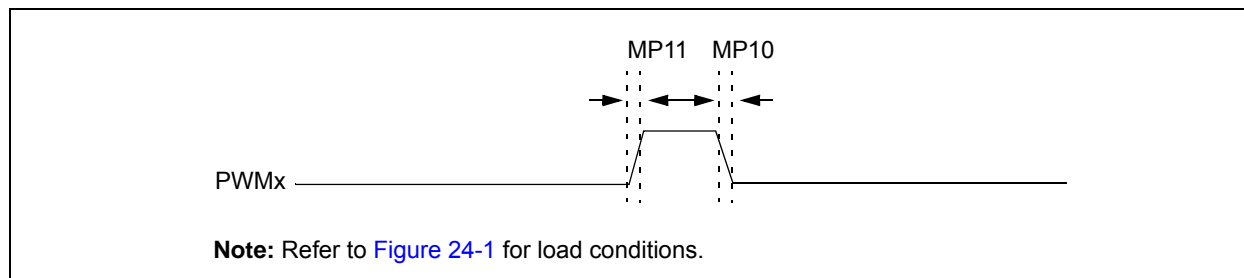 MP11 MP10
PWMx
Note: Refer to Figure 24-1 for load conditions.